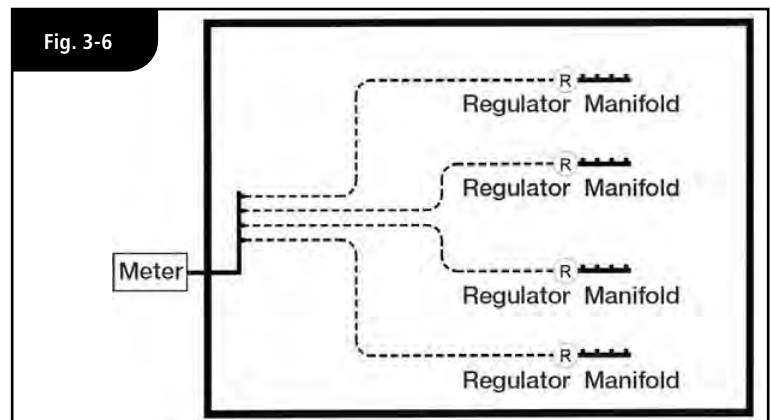 Fig. 3-6
R
Regulator Manifold
R
Regulator Manifold
Meter
R
Regulator Manifold
R
Regulator Manifold